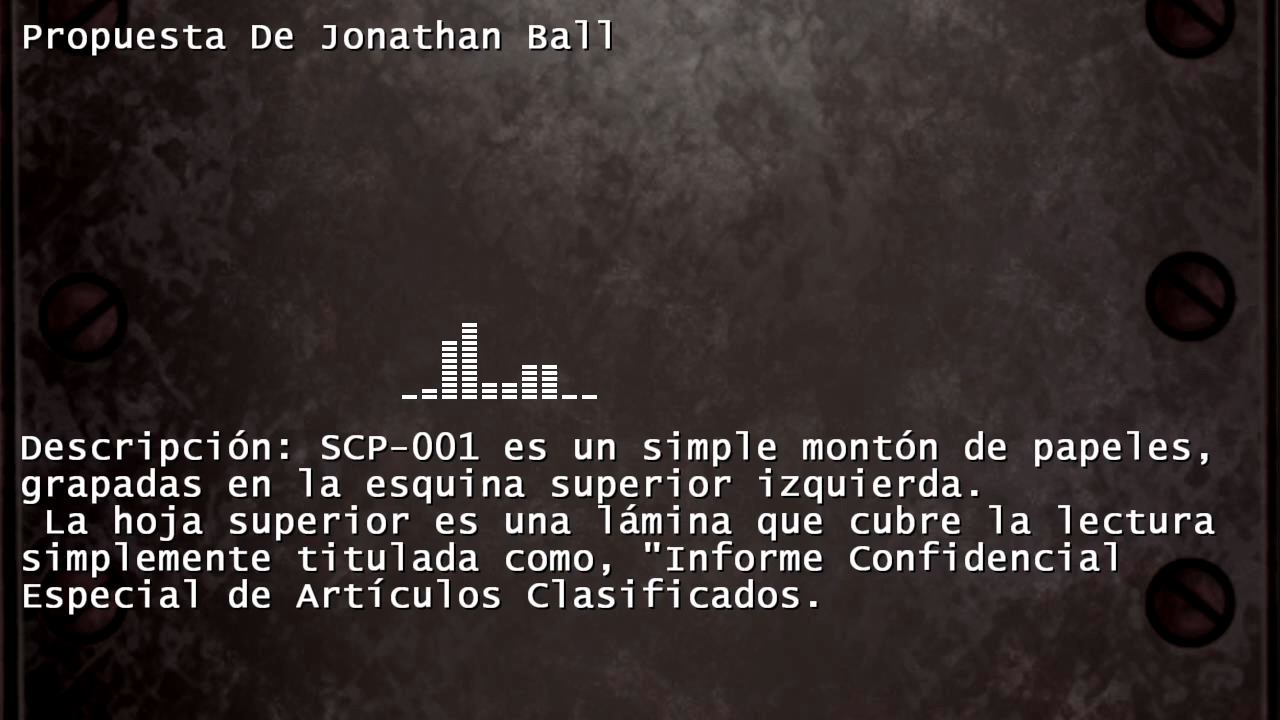 Propuesta De Jonathan Ball
Descripción: SCP-001 es un simple montón de papeles,
grapadas en la esquina superior izquierda.
La hoja superior es una lámina que cubre la lectura
simplemente titulada como, "Informe Confidencial
Especial de Artículos Clasificados.